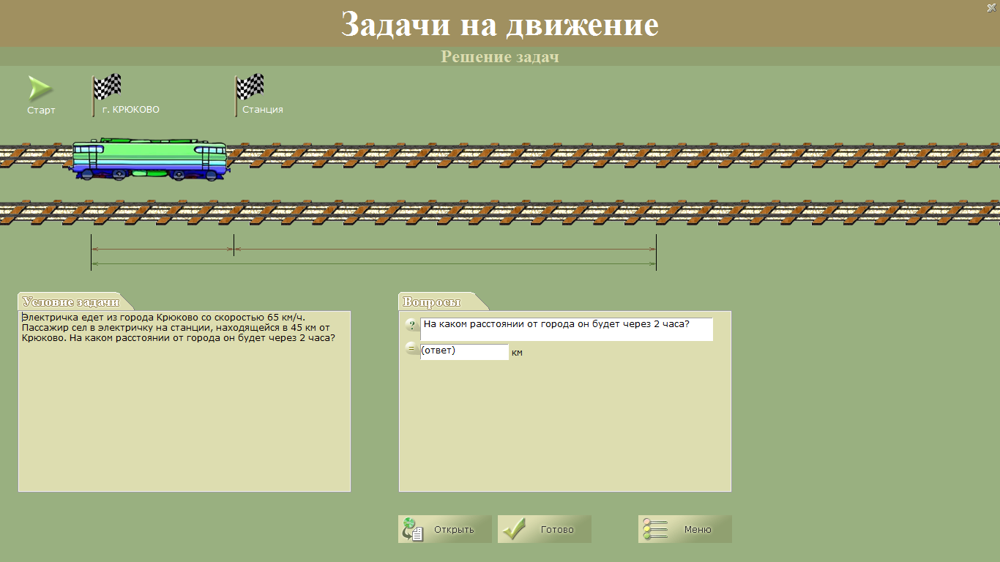 Задачи на движение
Решение задач
Старт
г. КРЮКОВО
Станция
Условие задачи
Электричка едет из города Крюково со скоростью 65 км/ч.
Пассажир сел в электричку на станции, находящейся в 45 км от
Крюково. На каком расстоянии от города он будет через 2 часа?
Вопросы
? На каком расстоянии от города он будет через 2 часа?
= (ответ) км
Открыть
Готово
Меню